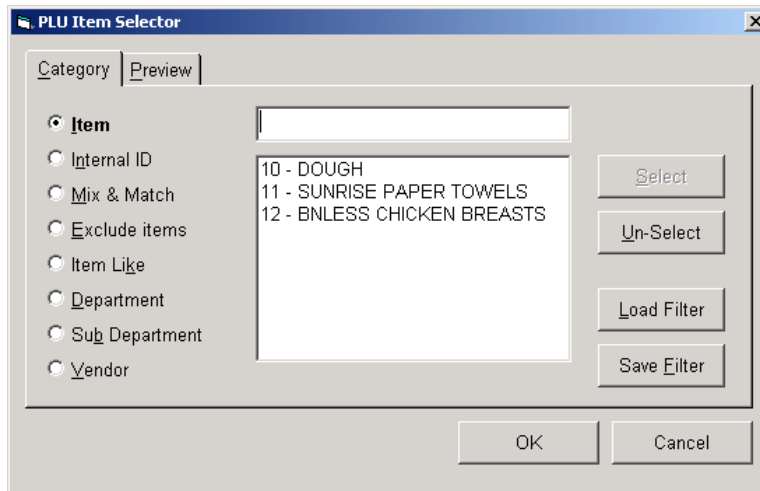 PLU Item Selector
Category
Preview
Item
Internal ID
Mix & Match
Exclude items
Item Like
Department
Sub Department
Vendor
10 - DOUGH
11 - SUNRISE PAPER TOWELS
12 - BNLESS CHICKEN BREASTS
Select
Un-Select
Load Filter
Save Filter
OK
Cancel